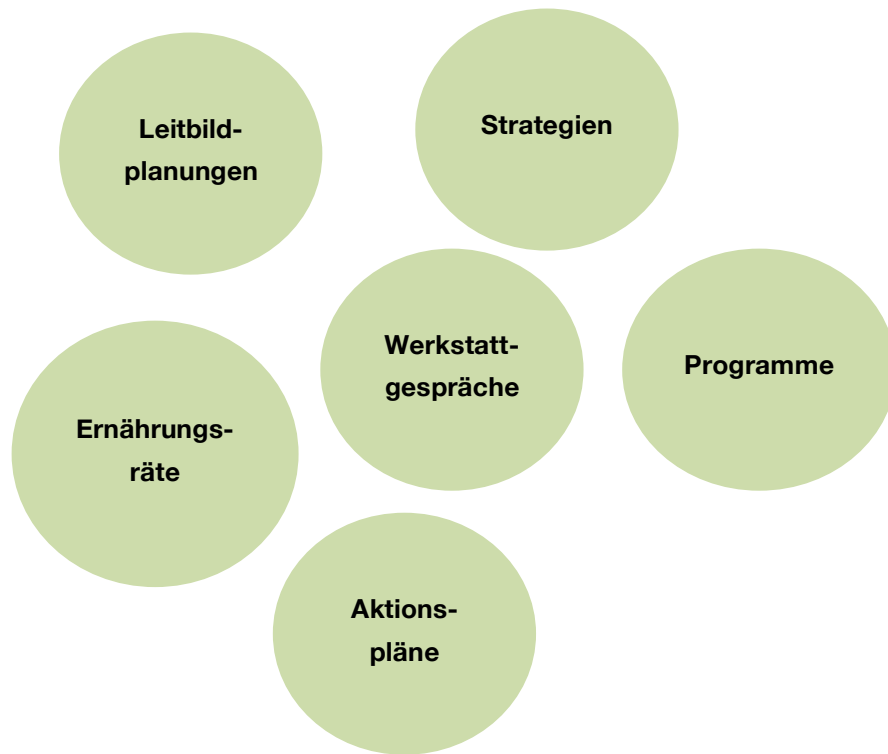 Leitbild-
planungen
Strategien
Werkstatt-
gespräche
Programme
Ernährungs-
räte
Aktions-
pläne